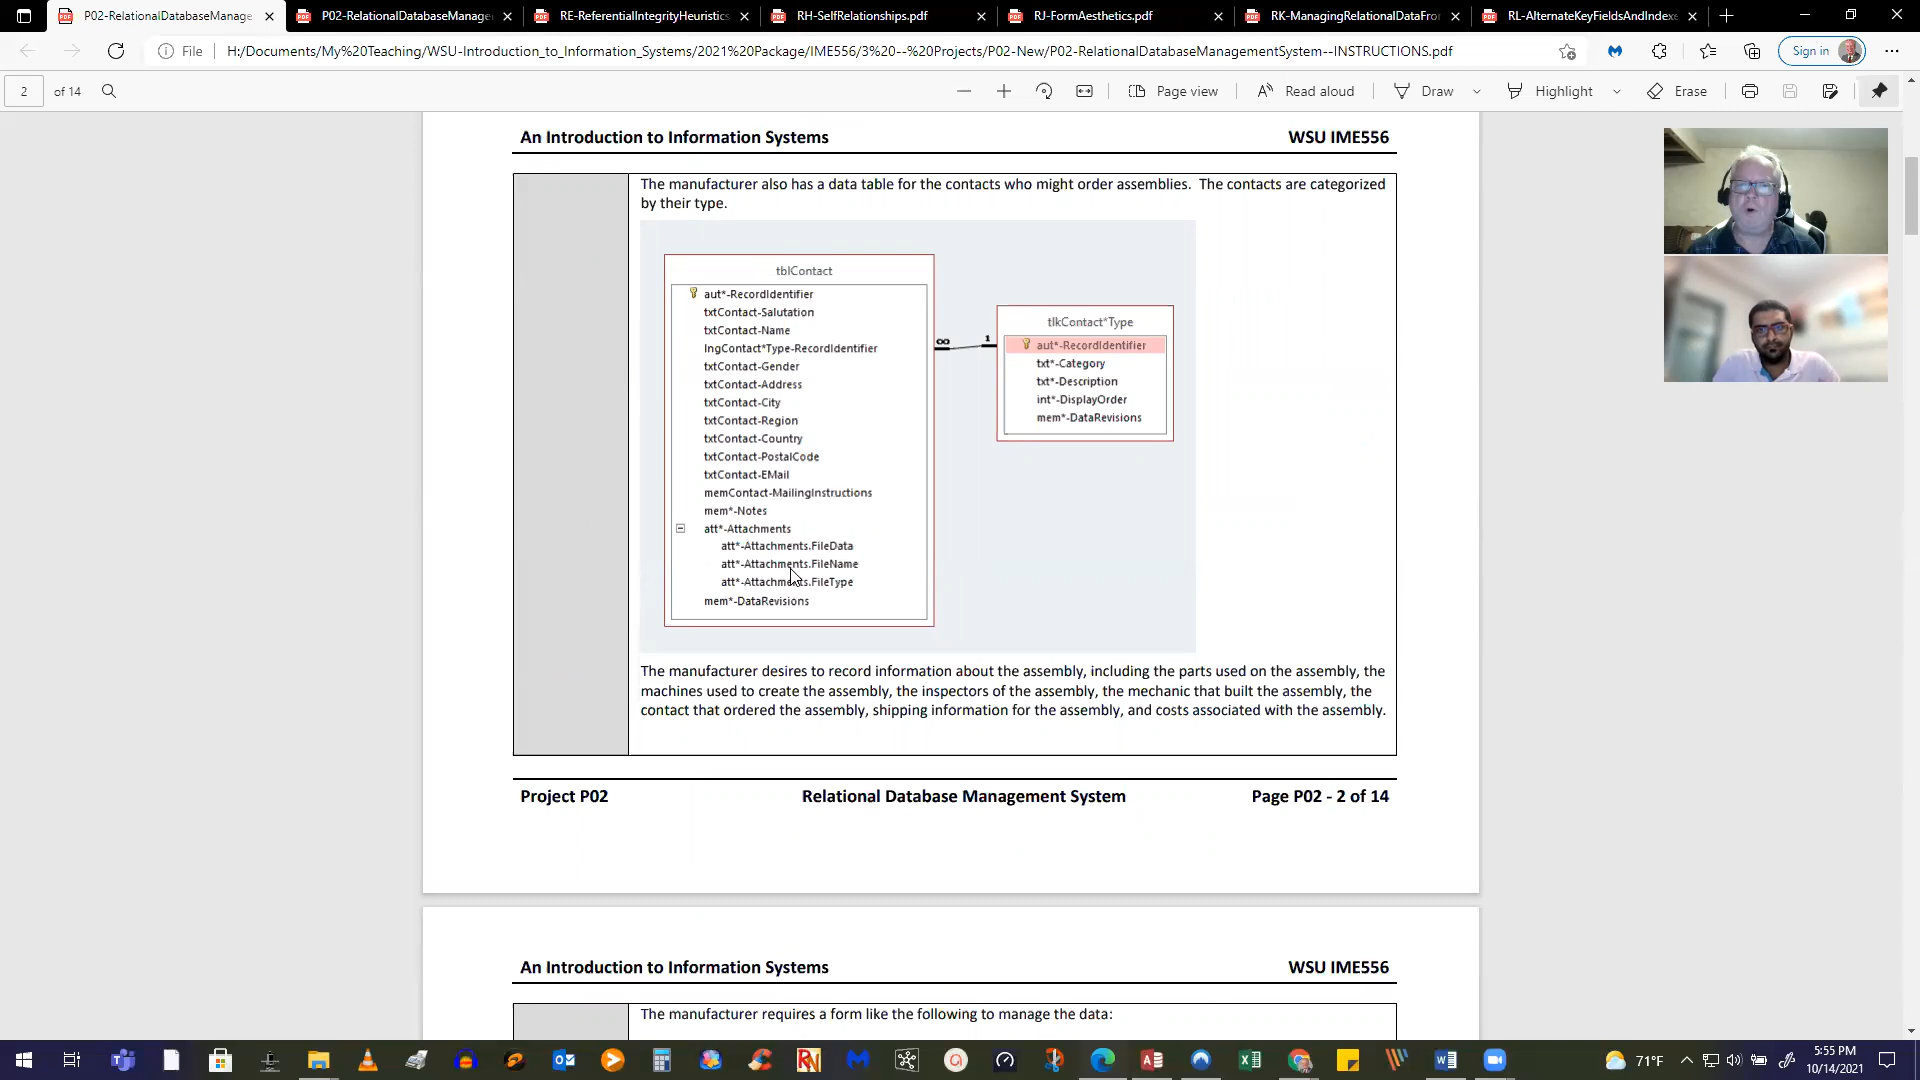 P02-RelationalDatabaseManage
P02-RelationalDatabaseManage
RE-ReferentialIntegrityHeuristics
RH-SelfRelationships.pdf
RJ-FormAesthetics.pdf
RK-ManagingRelationalDataFro
RL-AlternateKeyFieldsAndIndexe
File
H:/Documents/My%20Teaching/WSU-Introduction_to_Information_Systems/2021%20Package/IME556/3%20--%20Projects/P02-New/P02-RelationalDatabaseManagementSystem--INSTRUCTIONS.pdf
Sign in
2 of 14
Page view
Read aloud
Draw
Highlight
Erase
An Introduction to Information Systems WSU IME556
The manufacturer also has a data table for the contacts who might order assemblies. The contacts are categorized
by their type.
tblContact
aut*-RecordIdentifier
txtContact-Salutation
txtContact-Name
lngContact*Type-RecordIdentifier
txtContact-Gender
txtContact-Address
txtContact-City
txtContact-Region
txtContact-Country
txtContact-PostalCode
txtContact-EMail
memContact-MailingInstructions
mem*-Notes
att*-Attachments
att*-Attachments.FileData
att*-Attachments.FileName
att*-Attachments.FileType
mem*-DataRevisions
∞ 1
tlkContact*Type
aut*-RecordIdentifier
txt*-Category
txt*-Description
int*-DisplayOrder
mem*-DataRevisions
The manufacturer desires to record information about the assembly, including the parts used on the assembly, the
machines used to create the assembly, the inspectors of the assembly, the mechanic that built the assembly, the
contact that ordered the assembly, shipping information for the assembly, and costs associated with the assembly.
Project P02 Relational Database Management System Page P02 - 2 of 14
An Introduction to Information Systems WSU IME556
The manufacturer requires a form like the following to manage the data:
71°F
5:55 PM
10/14/2021